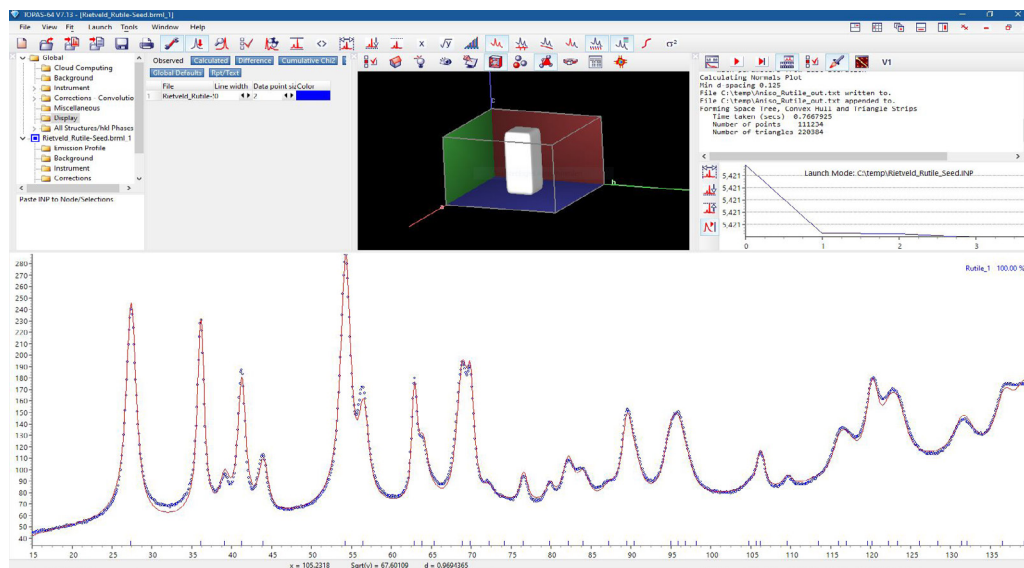 TOPAS-64 V7.13 - [Display] (Rietveld_Rutile-Seed.brml_1)
File View Fit Launch Tools Window Help
Global
Cloud Computing
Background
Instrument
Corrections - Convolutio
Miscellaneous
Display
All Structures/hkl Phases
Rietveld_Rutile-Seed.brml_1
Emission Profile
Background
Instrument
Corrections
Paste INP to Node/Selections
Observed Calculated Difference Cumulative Chi2
Global Defaults Rpt/Text
File Line width Data point siz Color
1 Rietveld_Rutile-S 0 2
c
b
V1
Calculating Normals Plot
Min d-spacing 0.125
File C:\temp\Aniso_Rutile_out.txt written to.
File C:\temp\Aniso_Rutile_out.txt appended to.
Forming Space Tree, Convex Hull and Triangle Strips
Time taken (secs) 0.7667925
Number of points 111234
Number of triangles 220384
Launch Mode: C:\temp\Rietveld_Rutile_Seed.INP
5,421
5,421
5,421
5,421
5,421
0 1 2 3
Rutile_1 100.00 %
280
270
260
250
240
230
220
210
200
190
180
170
160
150
140
130
120
110
100
90
80
70
60
50
40
15 20 25 30 35 40 45 50 55 60 65 70 75 80 85 90 95 100 105 110 115 120 125 130 135
x = 105.2318 Sqrt(y) = 67.60109 d = 0.9694365